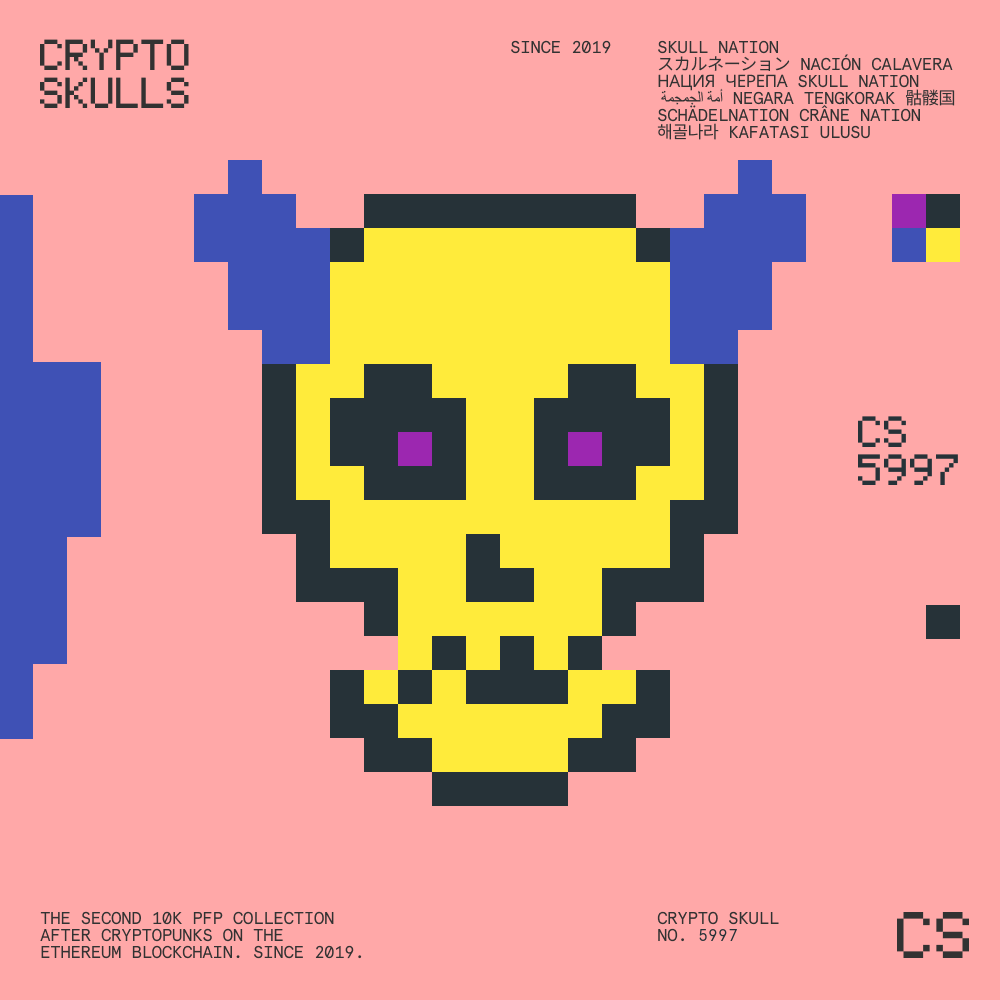 CRYPTO
SKULLS
SINCE 2019
SKULL NATION
スカルネーション NACIÓN CALAVERA
НАЦИЯ ЧЕРЕПА SKULL NATION
أمة الجمجمة NEGARA TENGKORAK 骷髅国
SCHÄDELNATION CRÂNE NATION
해골나라 KAFATASI ULUSU
CS
5997
THE SECOND 10K PFP COLLECTION
AFTER CRYPTOPUNKS ON THE
ETHEREUM BLOCKCHAIN. SINCE 2019.
CRYPTO SKULL
NO. 5997
CS